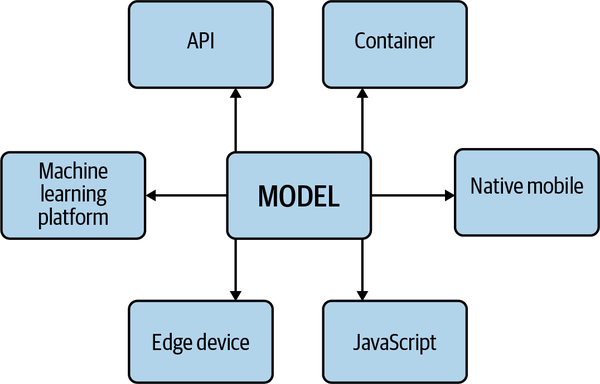 API
Container
Machine
learning
platform
MODEL
Native mobile
Edge device
JavaScript